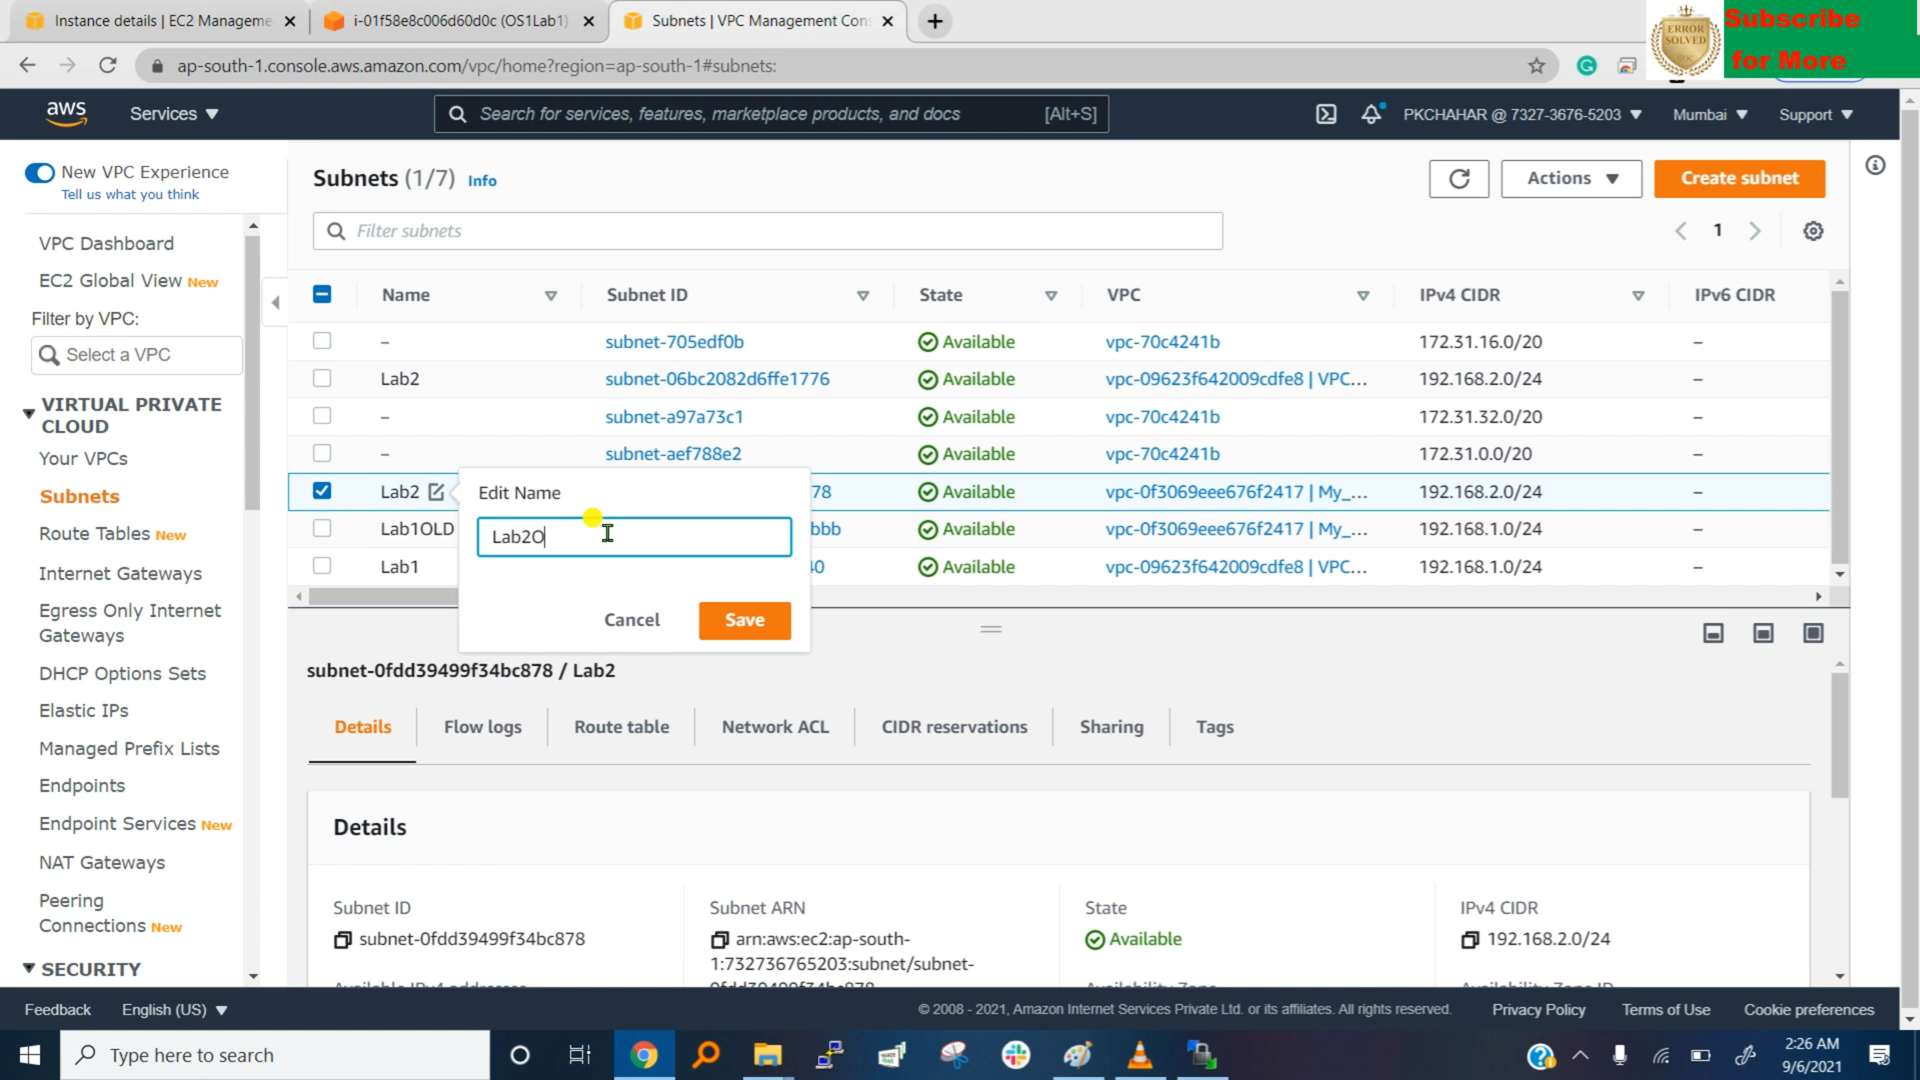 Instance details | EC2 Manageme
i-01f58e8c006d60d0c (OS1Lab1)
Subnets | VPC Management Con
ERROR SOLVED
Subscribe
for More
ap-south-1.console.aws.amazon.com/vpc/home?region=ap-south-1#subnets:
aws
Services
Search for services, features, marketplace products, and docs
[Alt+S]
PKCHAHAR @ 7327-3676-5203
Mumbai
Support
New VPC Experience
Tell us what you think
Subnets (1/7) Info
Actions
Create subnet
Filter subnets
1
VPC Dashboard
EC2 Global View New
Filter by VPC:
Select a VPC
VIRTUAL PRIVATE
CLOUD
Your VPCs
Subnets
Route Tables New
Internet Gateways
Egress Only Internet
Gateways
DHCP Options Sets
Elastic IPs
Managed Prefix Lists
Endpoints
Endpoint Services New
NAT Gateways
Peering
Connections New
SECURITY
Name Subnet ID State VPC IPv4 CIDR IPv6 CIDR
– subnet-705edf0b Available vpc-70c4241b 172.31.16.0/20 –
Lab2 subnet-06bc2082d6ffe1776 Available vpc-09623f642009cdfe8 | VPC... 192.168.2.0/24 –
– subnet-a97a73c1 Available vpc-70c4241b 172.31.32.0/20 –
– subnet-aef788e2 Available vpc-70c4241b 172.31.0.0/20 –
Lab2 78 Available vpc-0f3069eee676f2417 | My_... 192.168.2.0/24 –
Lab1OLD bbb Available vpc-0f3069eee676f2417 | My_... 192.168.1.0/24 –
Lab1 40 Available vpc-09623f642009cdfe8 | VPC... 192.168.1.0/24 –
Edit Name
Lab2O
Cancel
Save
subnet-0fdd39499f34bc878 / Lab2
Details
Flow logs
Route table
Network ACL
CIDR reservations
Sharing
Tags
Details
Subnet ID
subnet-0fdd39499f34bc878
Subnet ARN
arn:aws:ec2:ap-south-
1:732736765203:subnet/subnet-
0fdd39499f34bc878
State
Available
IPv4 CIDR
192.168.2.0/24
Available IPv4 addresses
Availability Zone
Availability Zone ID
Feedback
English (US)
© 2008 - 2021, Amazon Internet Services Private Ltd. or its affiliates. All rights reserved.
Privacy Policy
Terms of Use
Cookie preferences
Type here to search
2:26 AM
9/6/2021